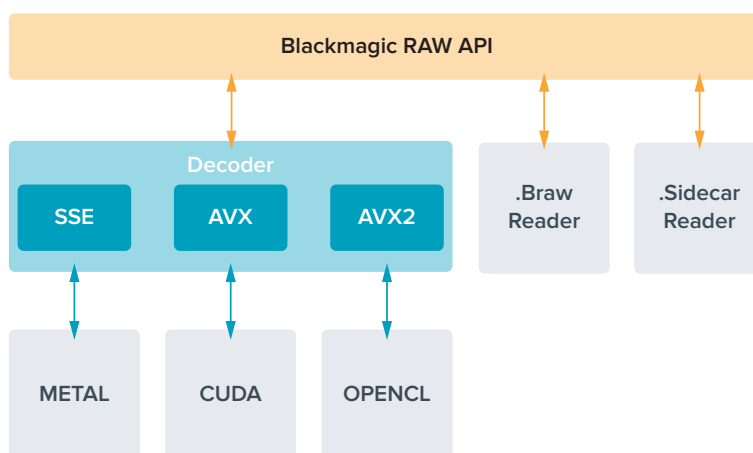 Blackmagic RAW API
Decoder
SSE
AVX
AVX2
.Braw
Reader
.Sidecar
Reader
METAL
CUDA
OPENCL